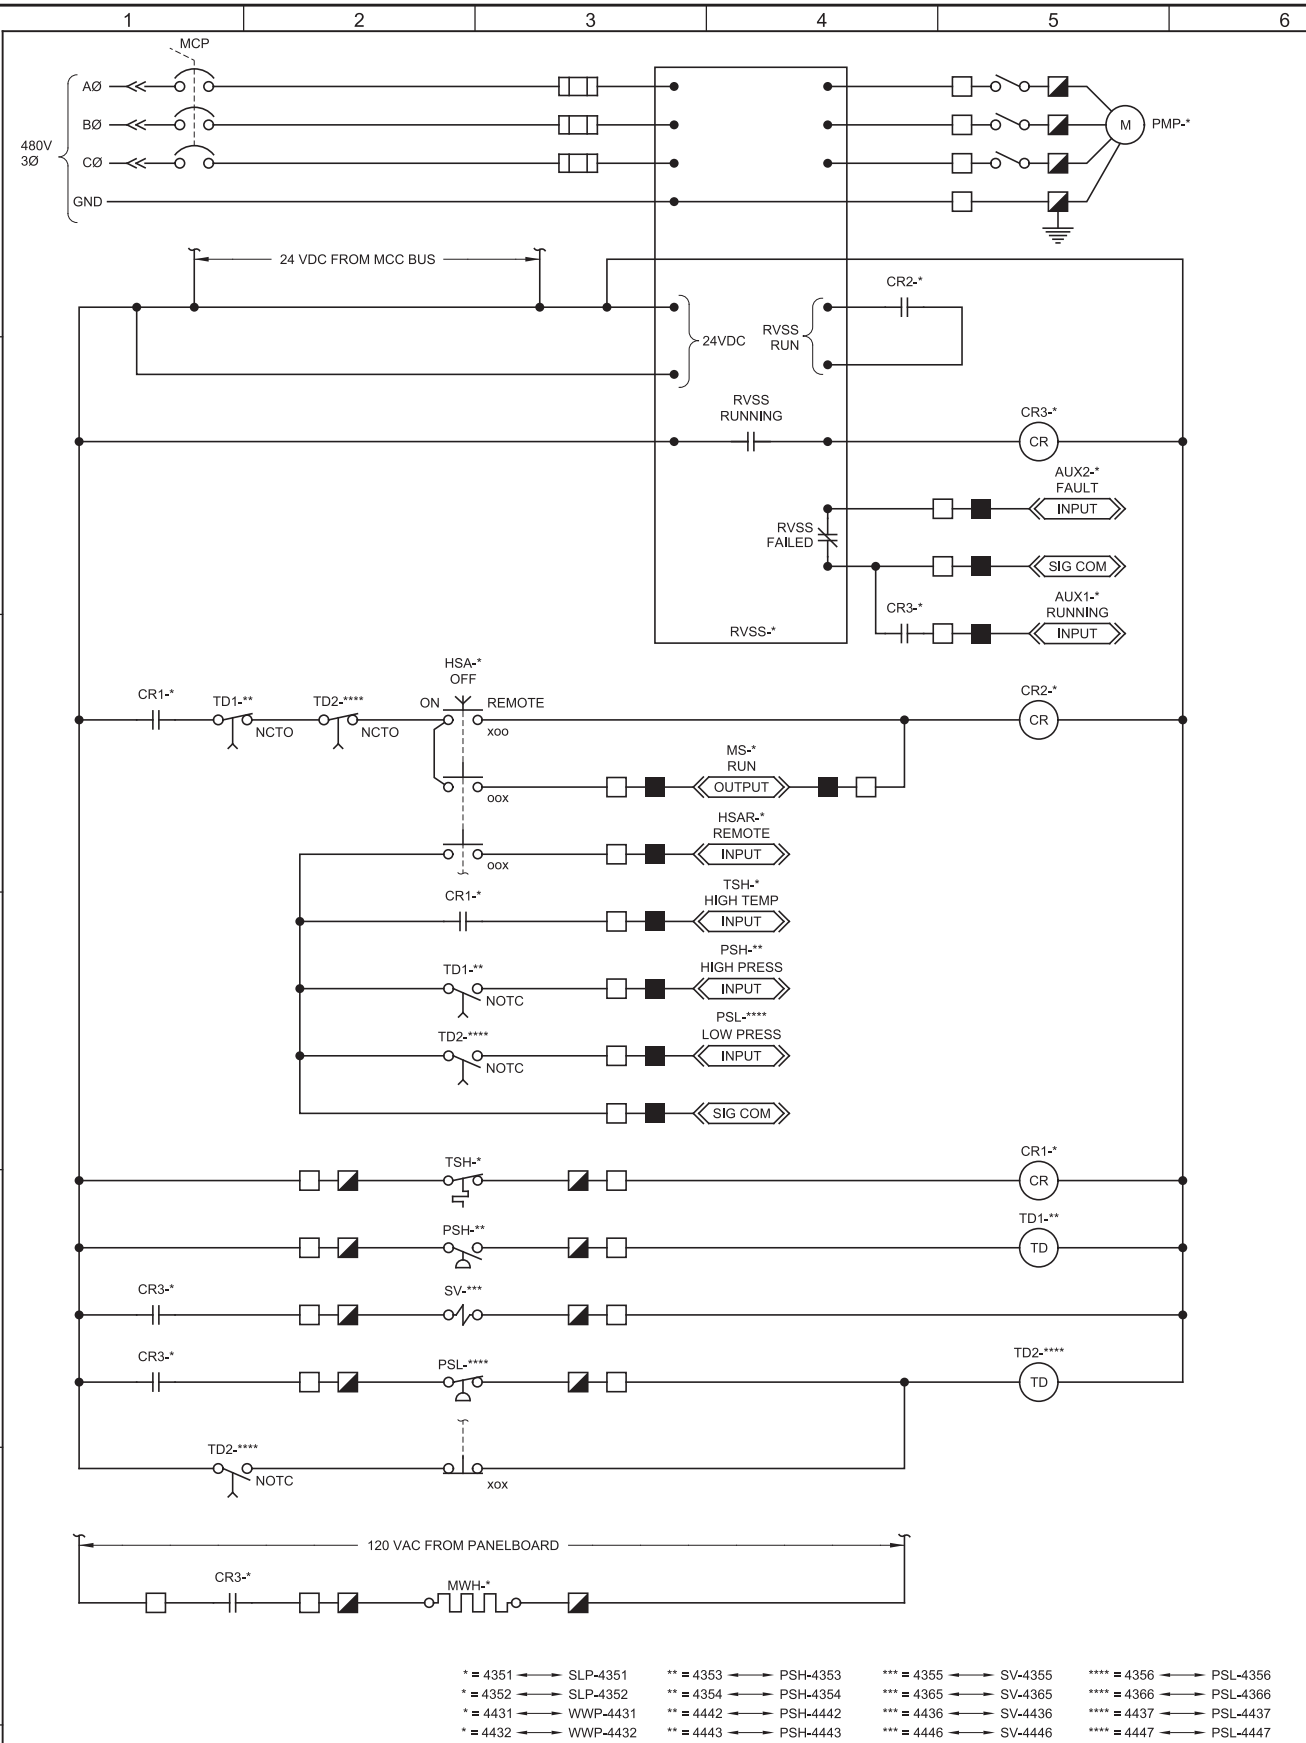 1 2 3 4 5 6
MCP
AØ
BØ
480V
3Ø
CØ
GND
M
PMP-*
24 VDC FROM MCC BUS
CR2-*
24VDC
RVSS
RUN
RVSS
RUNNING
CR3-*
CR
AUX2-*
FAULT
INPUT
RVSS
FAILED
SIG COM
AUX1-*
RUNNING
CR3-*
INPUT
RVSS-*
HSA-*
OFF
CR1-*
TD1-**
TD2-****
ON
REMOTE
CR2-*
CR
NCTO
NCTO
xoo
MS-*
RUN
OUTPUT
oox
HSAR-*
REMOTE
INPUT
oox
CR1-*
TSH-*
HIGH TEMP
INPUT
TD1-**
NOTC
PSH-**
HIGH PRESS
INPUT
TD2-****
NOTC
PSL-****
LOW PRESS
INPUT
SIG COM
TSH-*
CR1-*
CR
PSH-**
TD1-**
TD
CR3-*
SV-***
CR3-*
PSL-****
TD2-****
TD
TD2-****
NOTC
xox
120 VAC FROM PANELBOARD
CR3-*
MWH-*
* = 4351 SLP-4351 ** = 4353 PSH-4353 *** = 4355 SV-4355 **** = 4356 PSL-4356
* = 4352 SLP-4352 ** = 4354 PSH-4354 *** = 4365 SV-4365 **** = 4366 PSL-4366
* = 4431 WWP-4431 ** = 4442 PSH-4442 *** = 4436 SV-4436 **** = 4437 PSL-4437
* = 4432 WWP-4432 ** = 4443 PSH-4443 *** = 4446 SV-4446 **** = 4447 PSL-4447